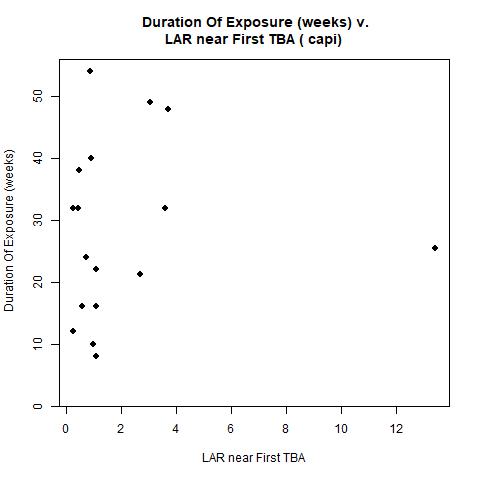 Duration Of Exposure (weeks) v.
LAR near First TBA ( capi)
Duration Of Exposure (weeks)
50
40
30
20
10
0
0 2 4 6 8 10 12
LAR near First TBA